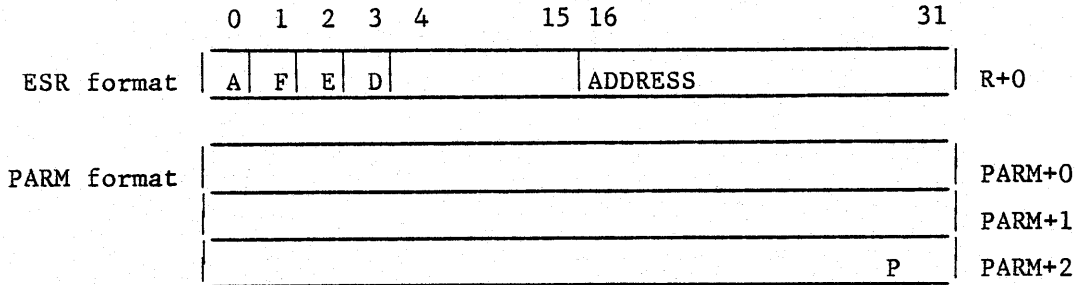 0 1 2 3 4 15 16 31
ESR format A F E D ADDRESS R+0
PARM format PARM+0
PARM+1
P PARM+2